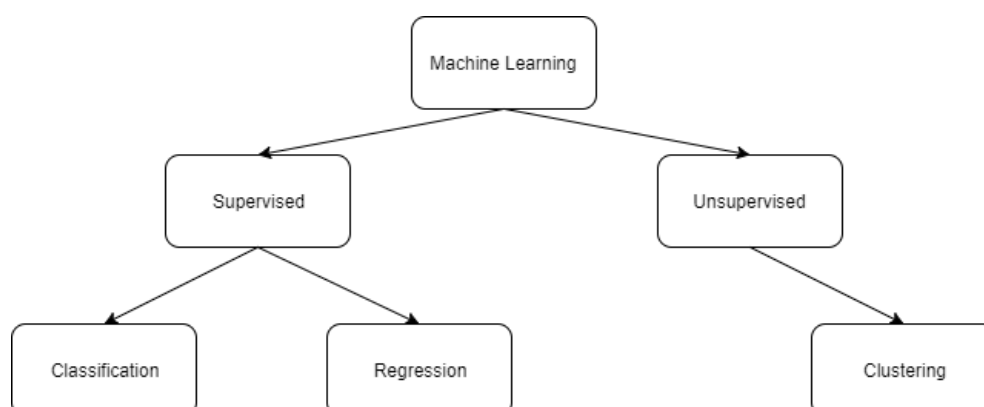 Machine Learning
Supervised
Unsupervised
Classification
Regression
Clustering